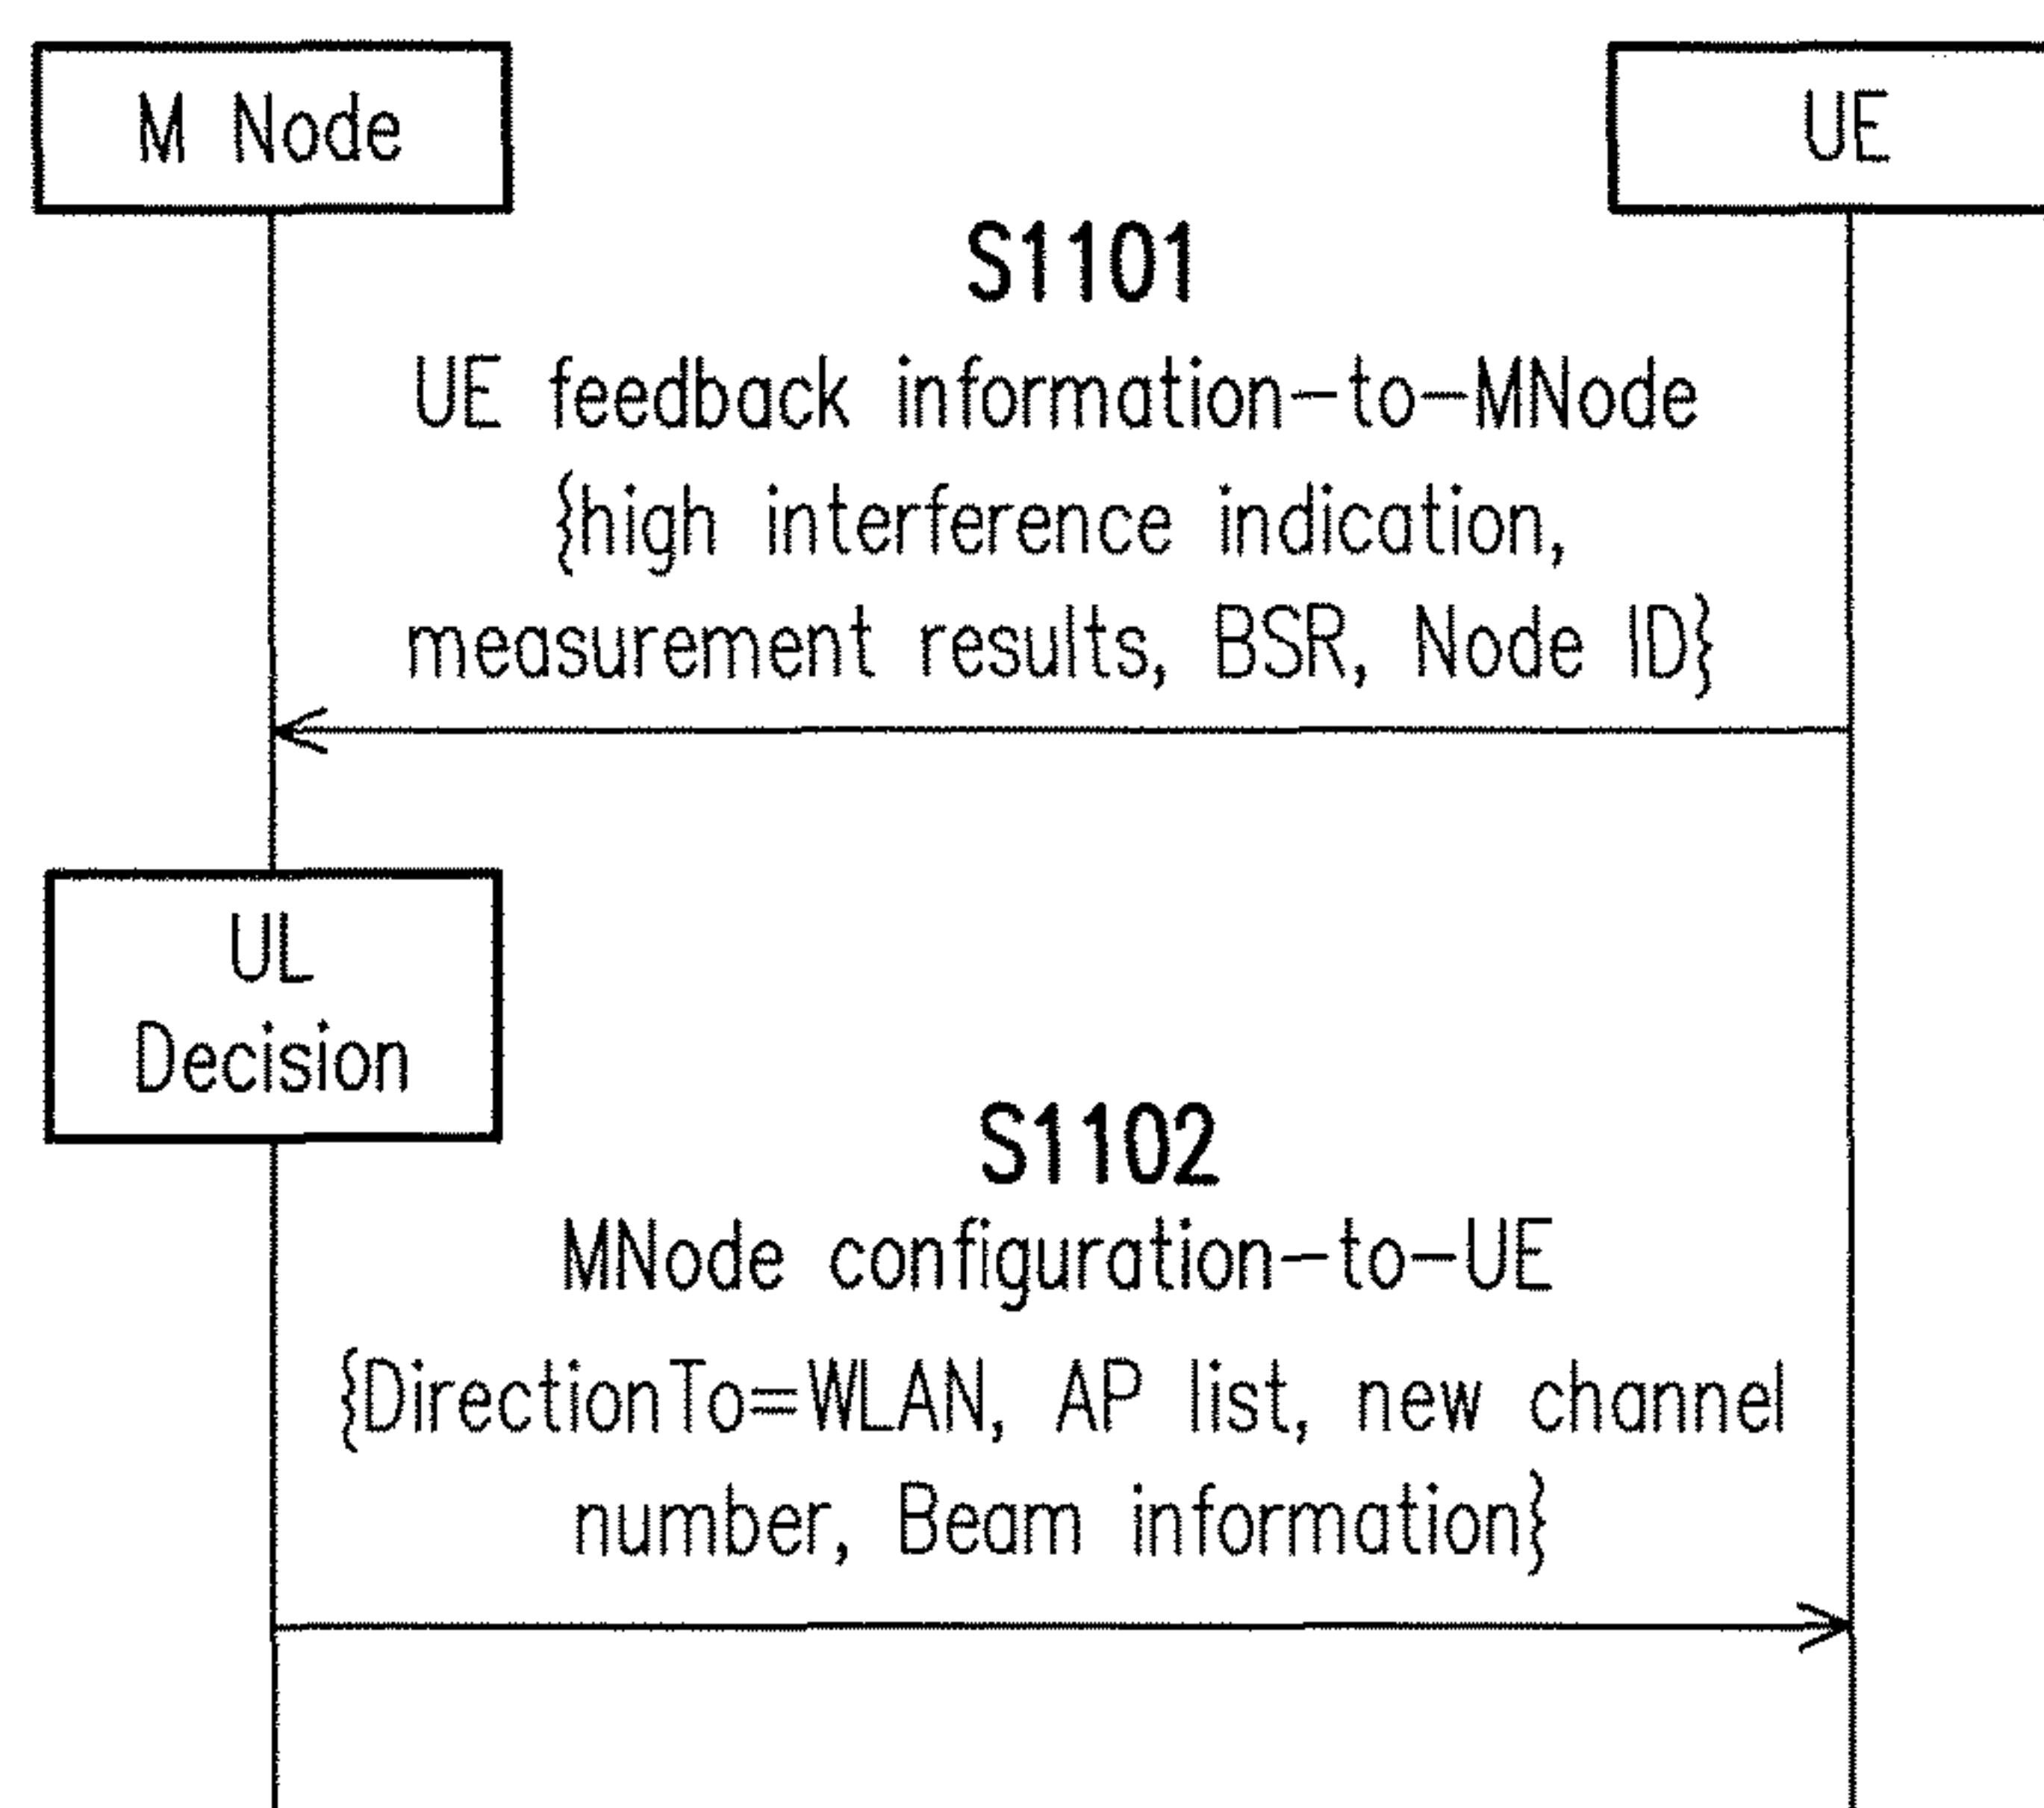 M Node
UE
S1101
UE feedback information-to-MNode
{high interference indication,
measurement results, BSR, Node ID}
UL
Decision
S1102
MNode configuration-to-UE
{DirectionTo=WLAN, AP list, new channel
number, Beam information}